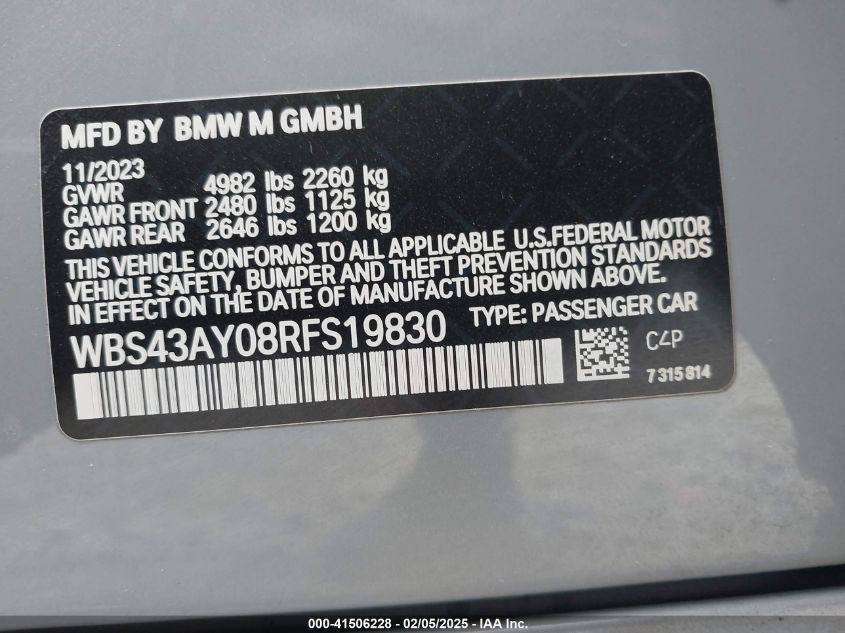 MFD BY BMW M GMBH
11/2023
GVWR 4982 lbs 2260 kg
GAWR FRONT 2480 lbs 1125 kg
GAWR REAR 2646 lbs 1200 kg
THIS VEHICLE CONFORMS TO ALL APPLICABLE U.S.FEDERAL MOTOR
VEHICLE SAFETY, BUMPER AND THEFT PREVENTION STANDARDS
IN EFFECT ON THE DATE OF MANUFACTURE SHOWN ABOVE.
WBS43AY08RFS19830 TYPE: PASSENGER CAR
C4P
7315814
000-41506228 - 02/05/2025 - IAA Inc.